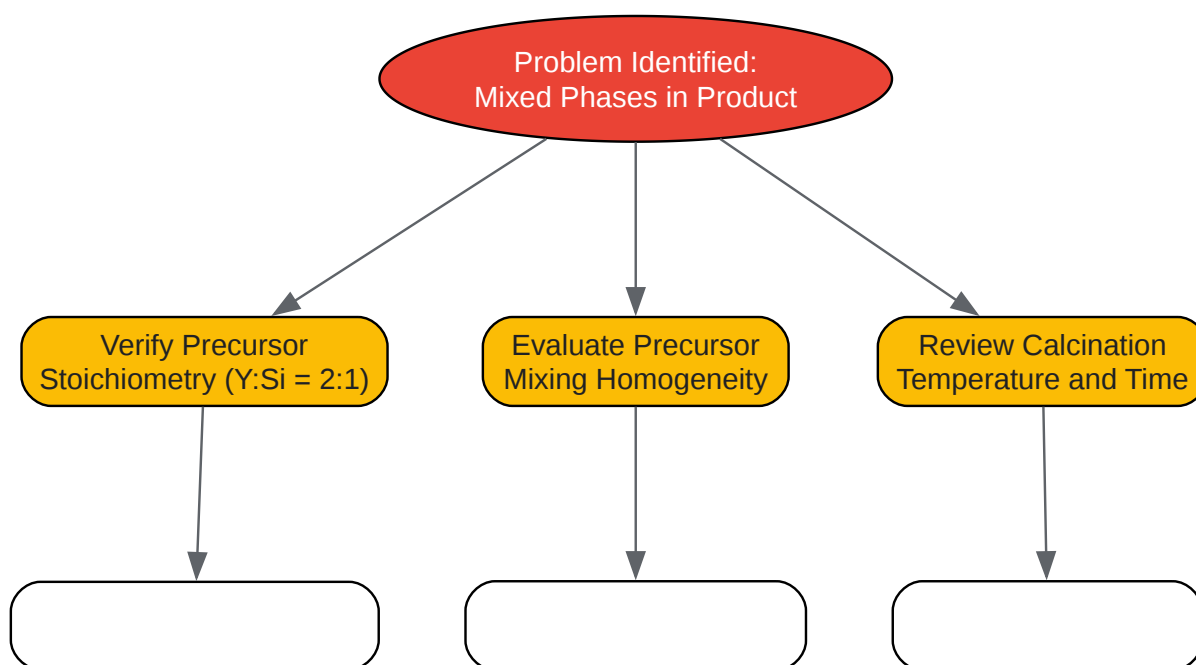 Problem Identified:
Mixed Phases in Product
Verify Precursor
Stoichiometry (Y:Si = 2:1)
Evaluate Precursor
Mixing Homogeneity
Review Calcination
Temperature and Time